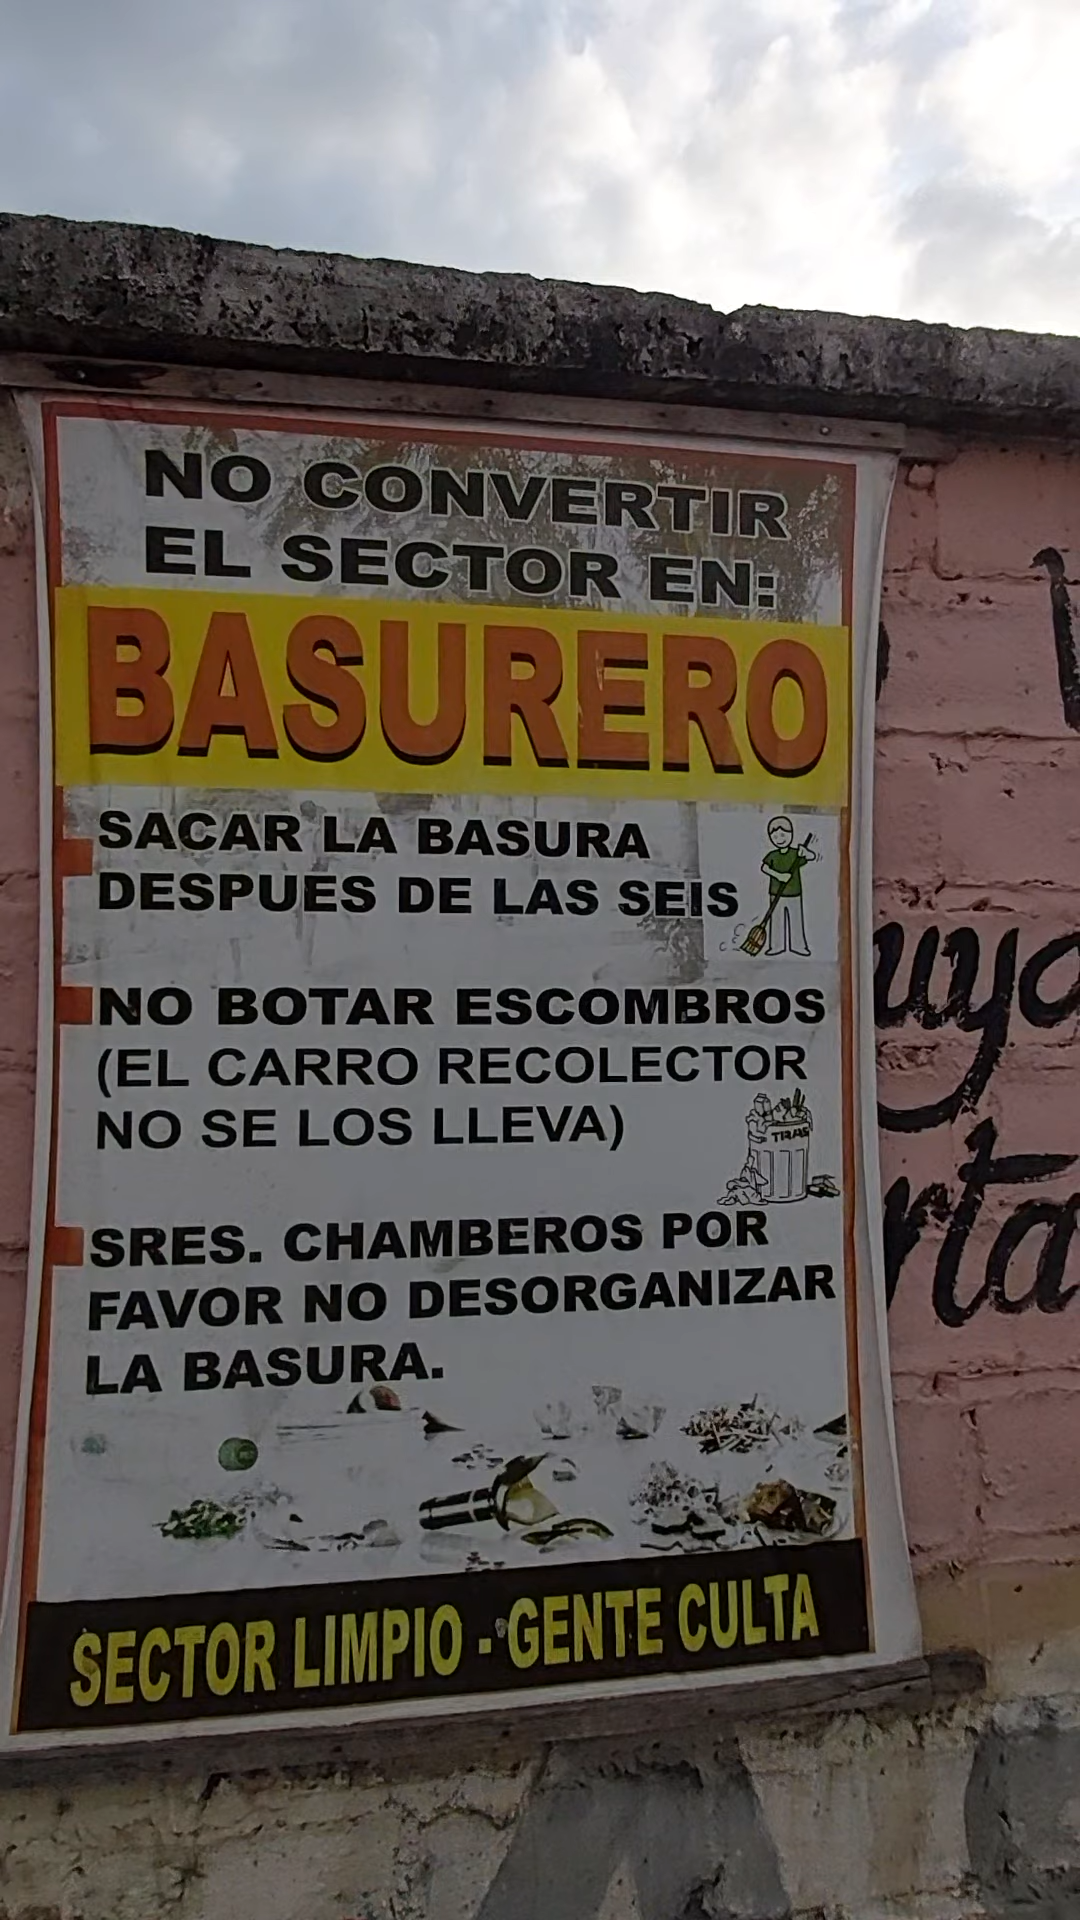 NO CONVERTIR
EL SECTOR EN:
BASURERO
SACAR LA BASURA
DESPUES DE LAS SEIS
NO BOTAR ESCOMBROS
(EL CARRO RECOLECTOR
NO SE LOS LLEVA)
TRAS
SRES. CHAMBEROS POR
FAVOR NO DESORGANIZAR
LA BASURA.
SECTOR LIMPIO - GENTE CULTA